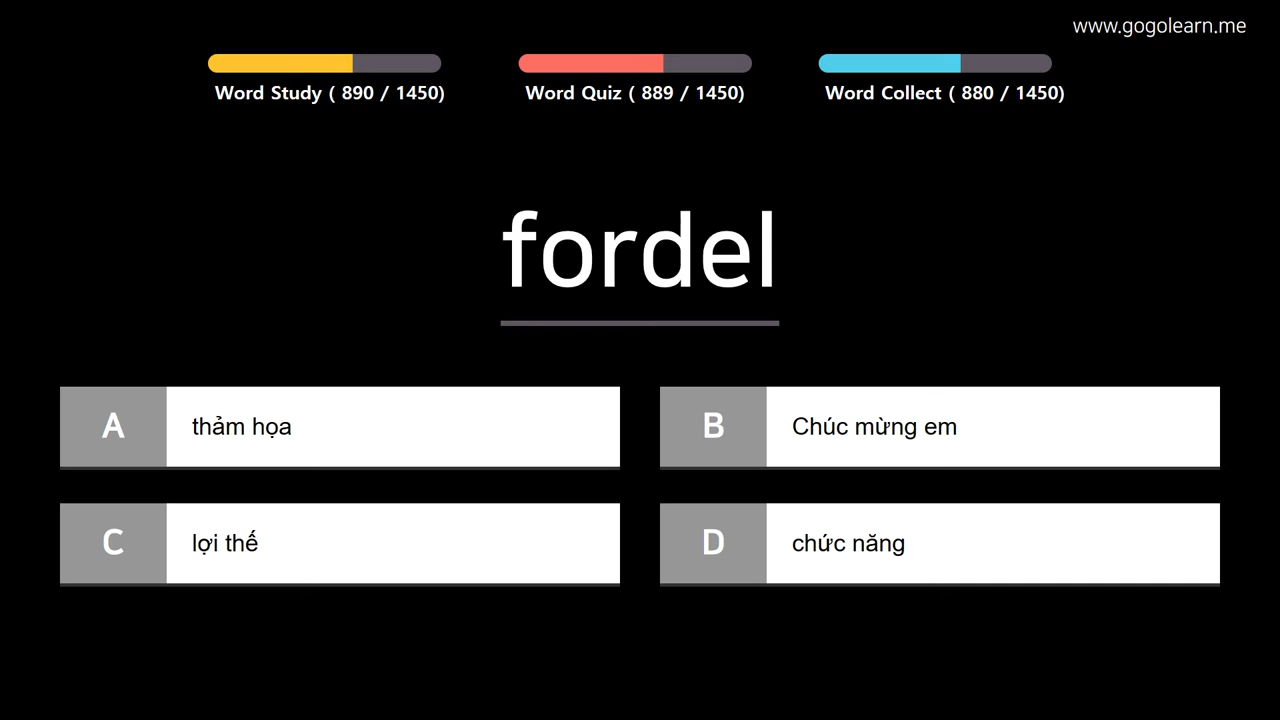 www.gogolearn.me
Word Study ( 890 / 1450)
Word Quiz ( 889 / 1450)
Word Collect ( 880 / 1450)
fordel
A
thảm họa
B
Chúc mừng em
C
lợi thế
D
chức năng